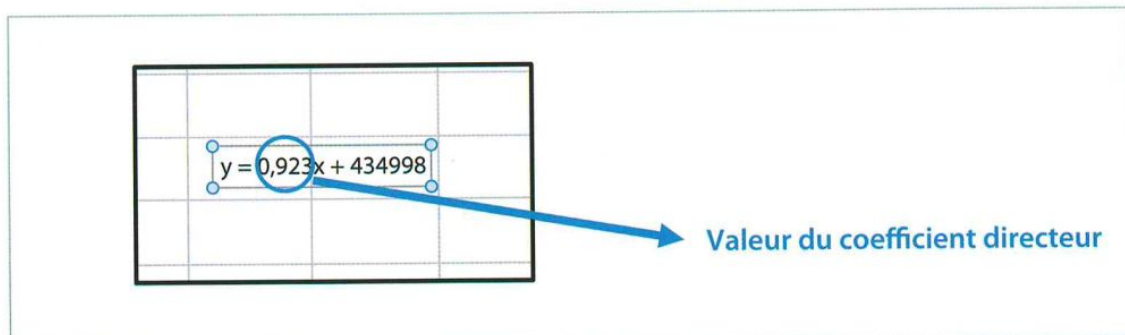 y = 0,923x + 434998
Valeur du coefficient directeur